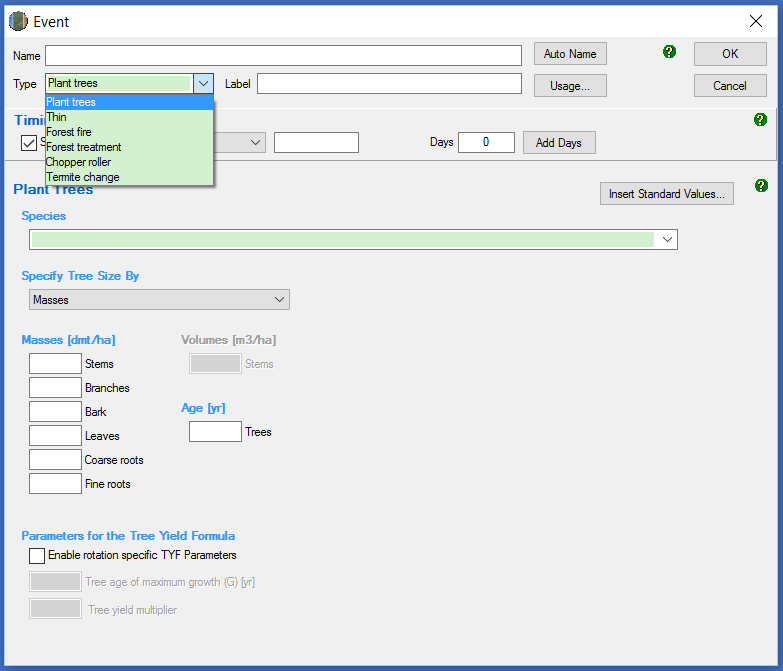 Event
Name
Auto Name
?
OK
Type
Plant trees
Label
Usage...
Cancel
Plant trees
Thin
Forest fire
Forest treatment
Chopper roller
Termite change
Timi
?
S
Days
0
Add Days
Plant Trees
Insert Standard Values...
?
Species
Specify Tree Size By
Masses
Masses [dmt/ha]
Volumes [m3/ha]
Stems
Stems
Branches
Bark
Age [yr]
Leaves
Trees
Coarse roots
Fine roots
Parameters for the Tree Yield Formula
Enable rotation specific TYF Parameters
Tree age of maximum growth (G) [yr]
Tree yield multiplier